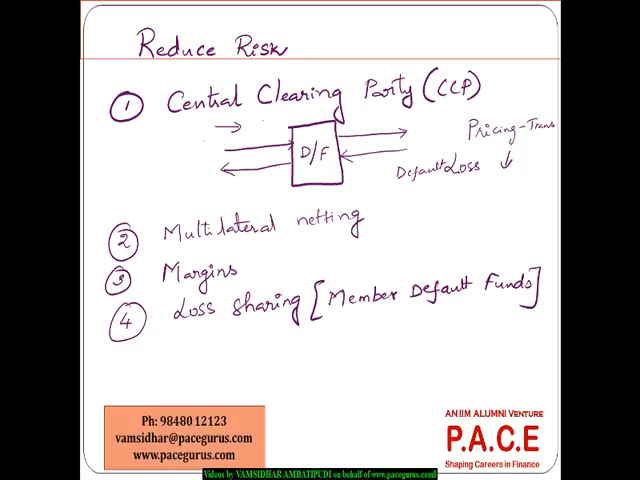 Reduce Risk
① Central Clearing Party (CCP)
D/F
Pricing-Trans
Default Loss ↓
② Multilateral netting
③ Margins
④ Loss sharing [Member Default Funds]
Ph: 98480 12123
vamsidhar@pacegurus.com
www.pacegurus.com
AN IIM ALUMNI VENTURE
P.A.C.E
Shaping Careers in Finance
Videos by VAMSIDHAR AMBATIPUDI on behalf of www.pacegurus.com